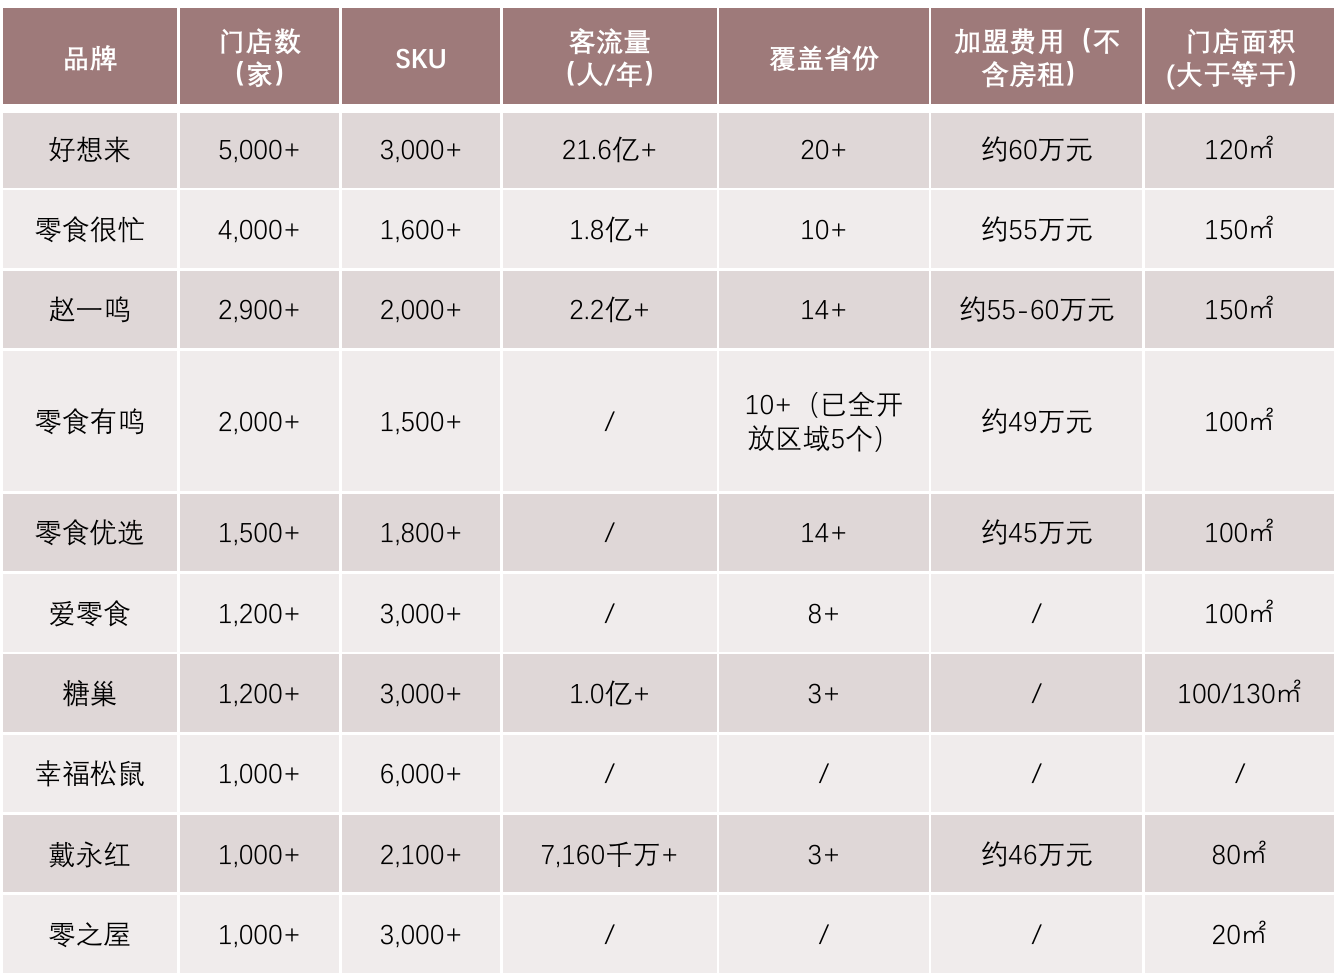 品牌
门店数
（家）
SKU
客流量
（人/年）
覆盖省份
加盟费用（不
含房租）
门店面积
(大于等于）
好想来
5,000+
3,000+
21.6亿+
20+
约60万元
120㎡
零食很忙
4,000+
1,600+
1.8亿+
10+
约55万元
150㎡
赵一鸣
2,900+
2,000+
2.2亿+
14+
约55-60万元
150㎡
零食有鸣
2,000+
1,500+
/
10+（已全开
放区域5个）
约49万元
100㎡
零食优选
1,500+
1,800+
/
14+
约45万元
100㎡
爱零食
1,200+
3,000+
/
8+
/
100㎡
糖巢
1,200+
3,000+
1.0亿+
3+
/
100/130㎡
幸福松鼠
1,000+
6,000+
/
/
/
/
戴永红
1,000+
2,100+
7,160千万+
3+
约46万元
80㎡
零之屋
1,000+
3,000+
/
/
/
20㎡